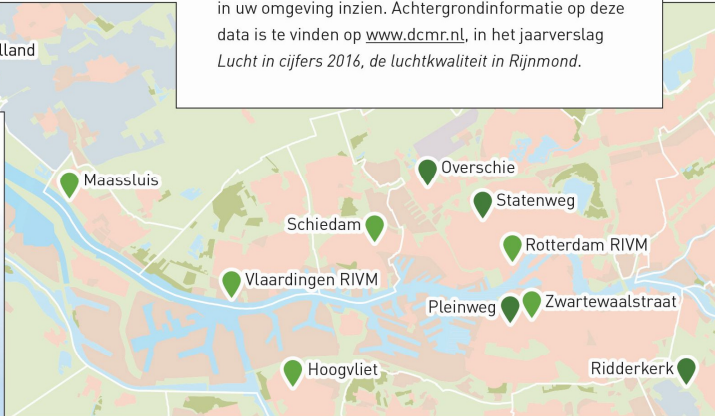 in uw omgeving inzien. Achtergrondinformatie op deze
data is te vinden op www.dcmr.nl, in het jaarverslag
Lucht in cijfers 2016, de luchtkwaliteit in Rijnmond.
lland
Overschie
Maassluis
Statenweg
Schiedam
Rotterdam RIVM
Vlaardingen RIVM
Pleinweg
Zwartewaalstraat
Hoogvliet
Ridderkerk